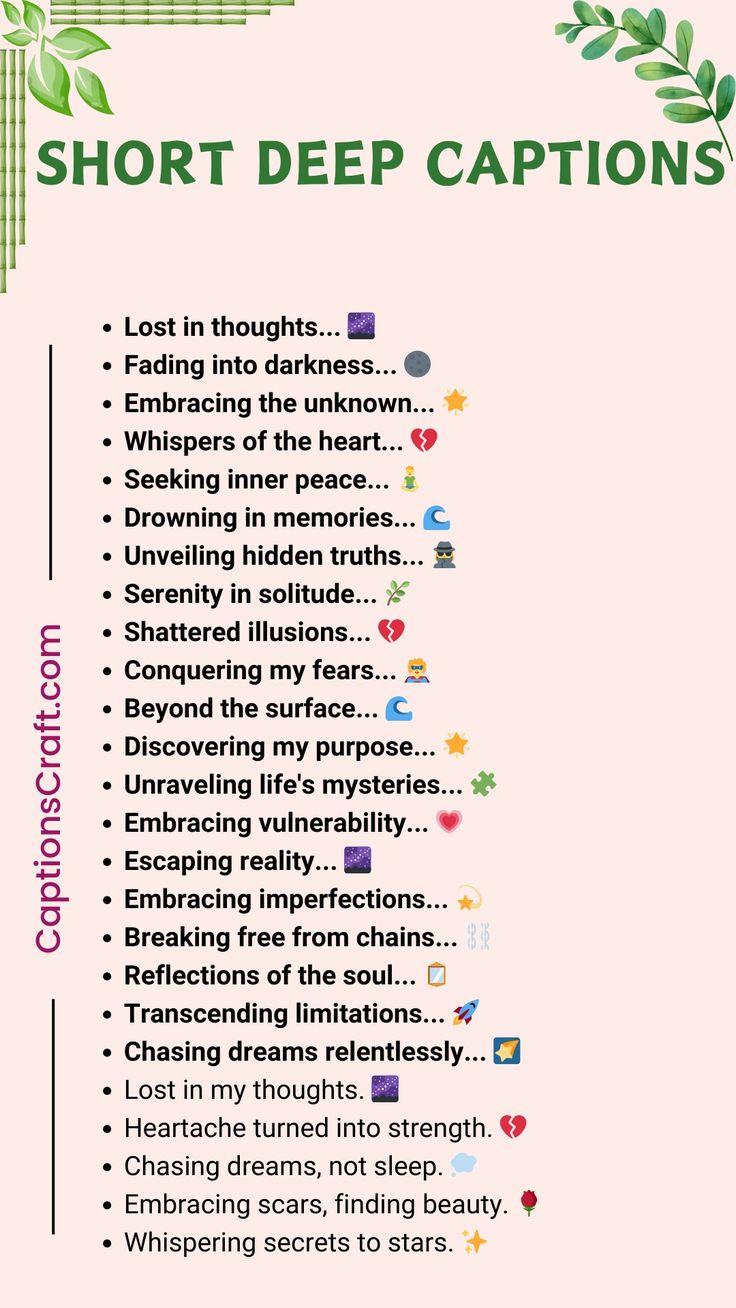 SHORT DEEP CAPTIONS
• Lost in thoughts... 🌌
• Fading into darkness... 🌑
• Embracing the unknown... 🌟
• Whispers of the heart... 💔
• Seeking inner peace... 🧘
• Drowning in memories... 🌊
• Unveiling hidden truths... 🕵️
• Serenity in solitude... 🌿
• Shattered illusions... 💔
• Conquering my fears... 🦸
• Beyond the surface... 🌊
• Discovering my purpose... 🌟
• Unraveling life's mysteries... 🧩
• Embracing vulnerability... 💗
• Escaping reality... 🌌
• Embracing imperfections... 💫
• Breaking free from chains... ⛓️
• Reflections of the soul... 🪞
• Transcending limitations... 🚀
• Chasing dreams relentlessly... 🌠
• Lost in my thoughts. 🌌
• Heartache turned into strength. 💔
• Chasing dreams, not sleep. 💭
• Embracing scars, finding beauty. 🌹
• Whispering secrets to stars. ✨
CaptionsCraft.com